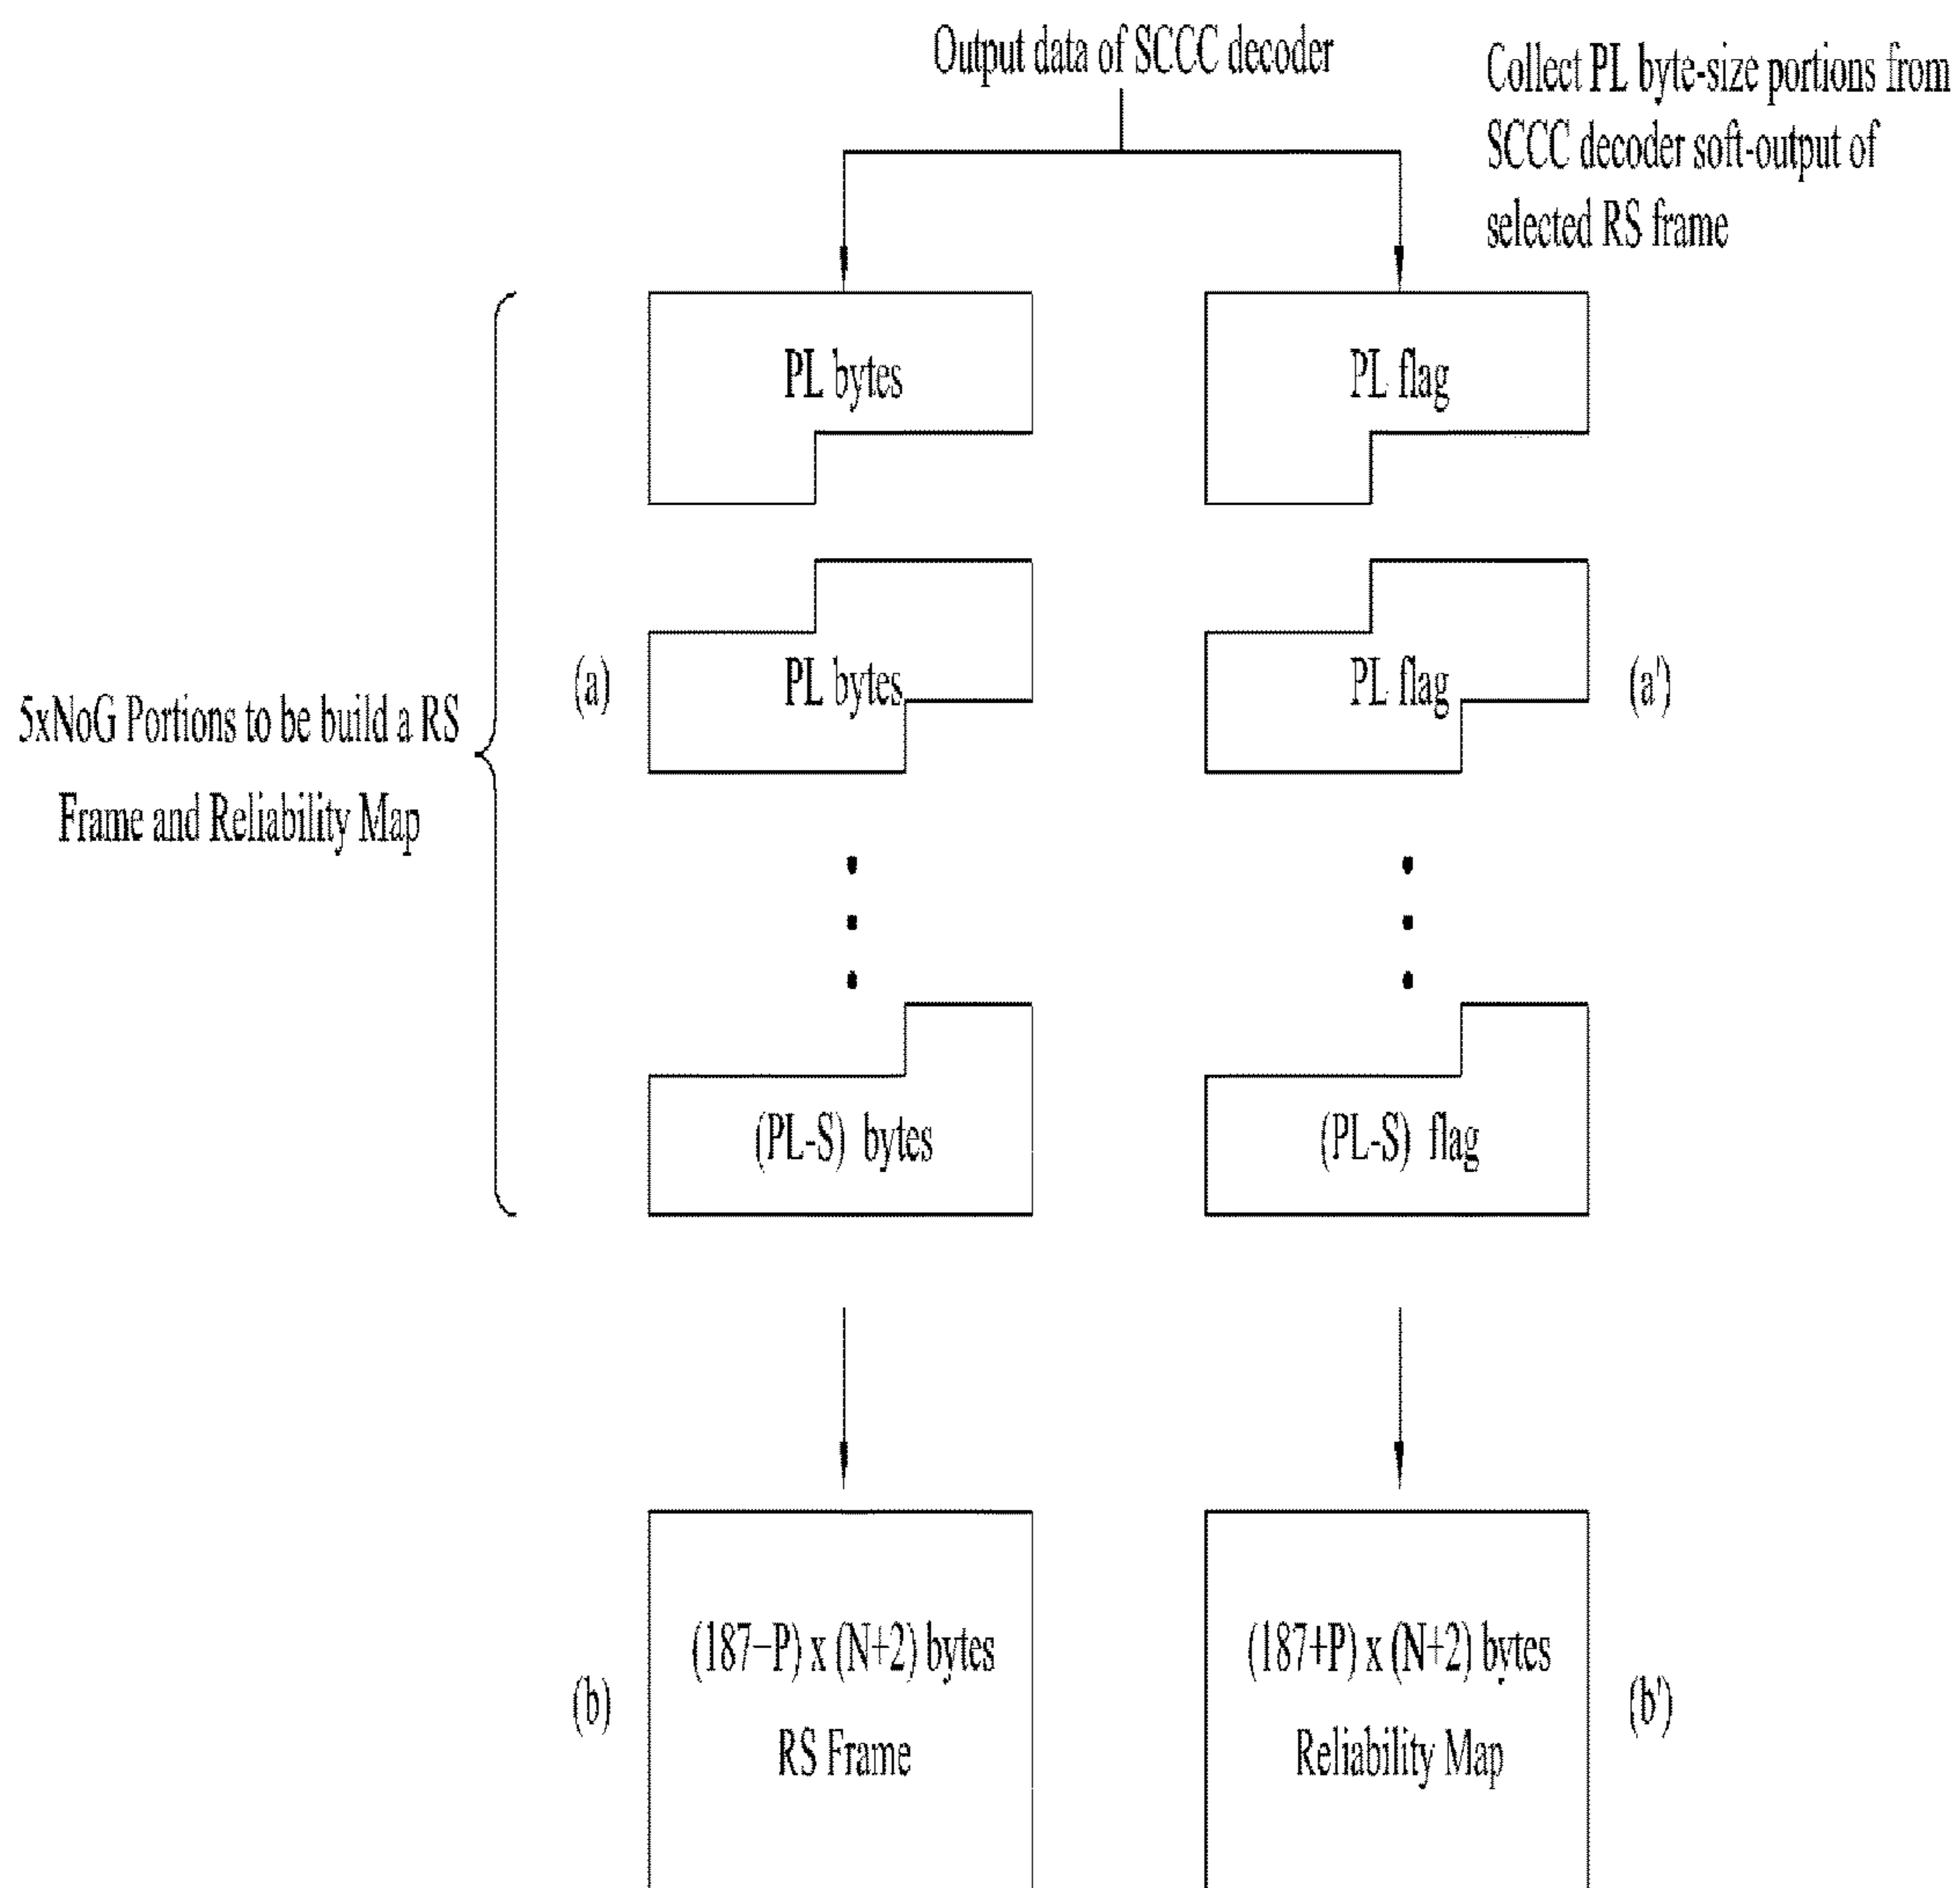 Output data of SCCC decoder
Collect PL byte-size portions from
SCCC decoder soft-output of
selected RS frame
PL bytes
PL flag
(a)
PL bytes
PL flag
(a')
5xNoG Portions to be build a RS
Frame and Reliability Map
(PL-S) bytes
(PL-S) flag
(187−P) x (N+2) bytes
RS Frame
(187+P) x (N+2) bytes
Reliability Map
(b)
(b')